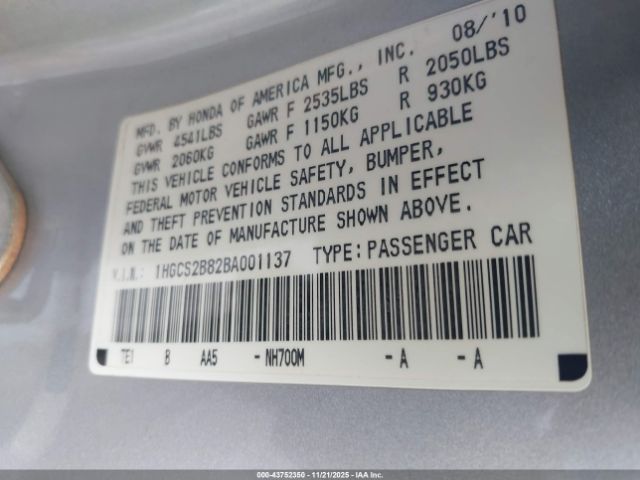 MFD. BY HONDA OF AMERICA MFG., INC. 08/'10
GVWR 4541LBS GAWR F 2535LBS R 2050LBS
GVWR 2060KG GAWR F 1150KG R 930KG
THIS VEHICLE CONFORMS TO ALL APPLICABLE
FEDERAL MOTOR VEHICLE SAFETY, BUMPER,
AND THEFT PREVENTION STANDARDS IN EFFECT
ON THE DATE OF MANUFACTURE SHOWN ABOVE.
V.I.N.: 1HGCS2B82BA001137 TYPE:PASSENGER CAR
TE1 B AA5 -NH700M -A -A
000-43752350 - 11/21/2025 - IAA Inc.